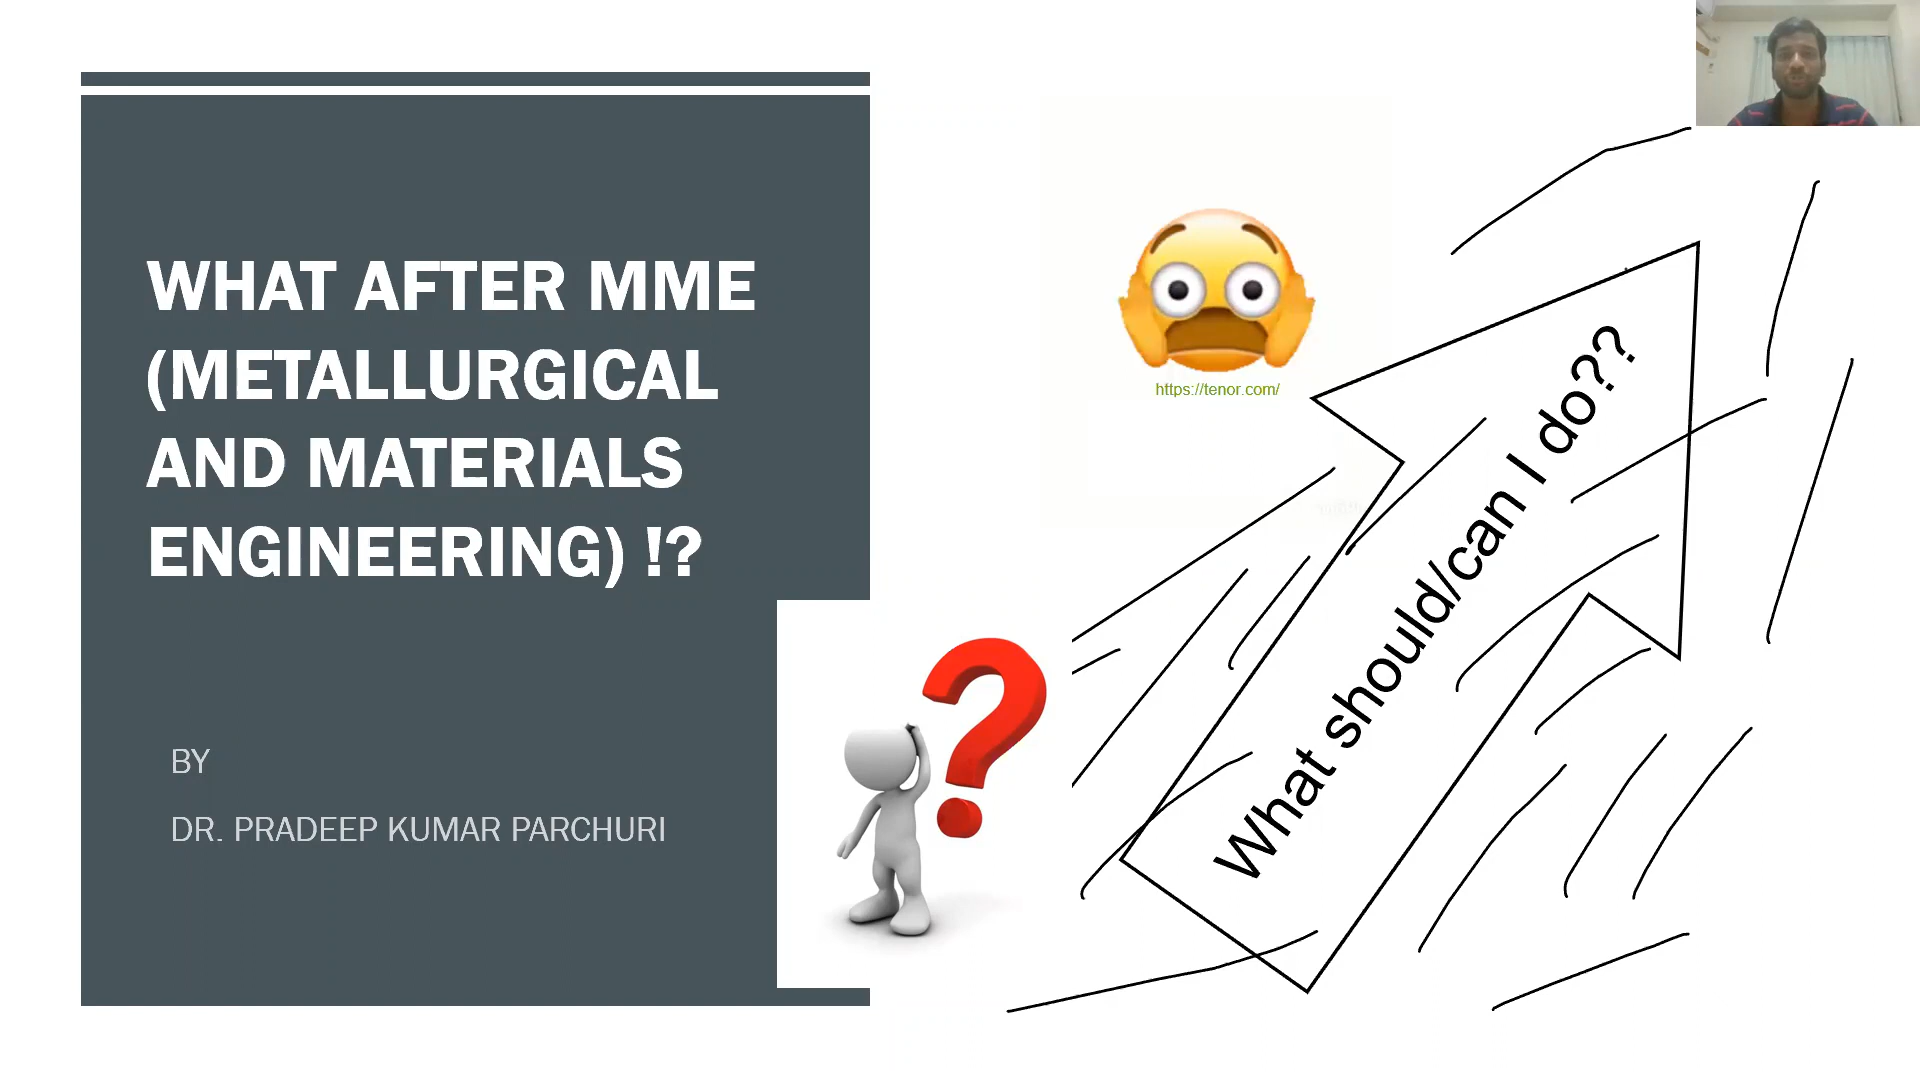 WHAT AFTER MME
(METALLURGICAL
AND MATERIALS
ENGINEERING) !?
BY
DR. PRADEEP KUMAR PARCHURI
https://tenor.com/
What should/can I do??